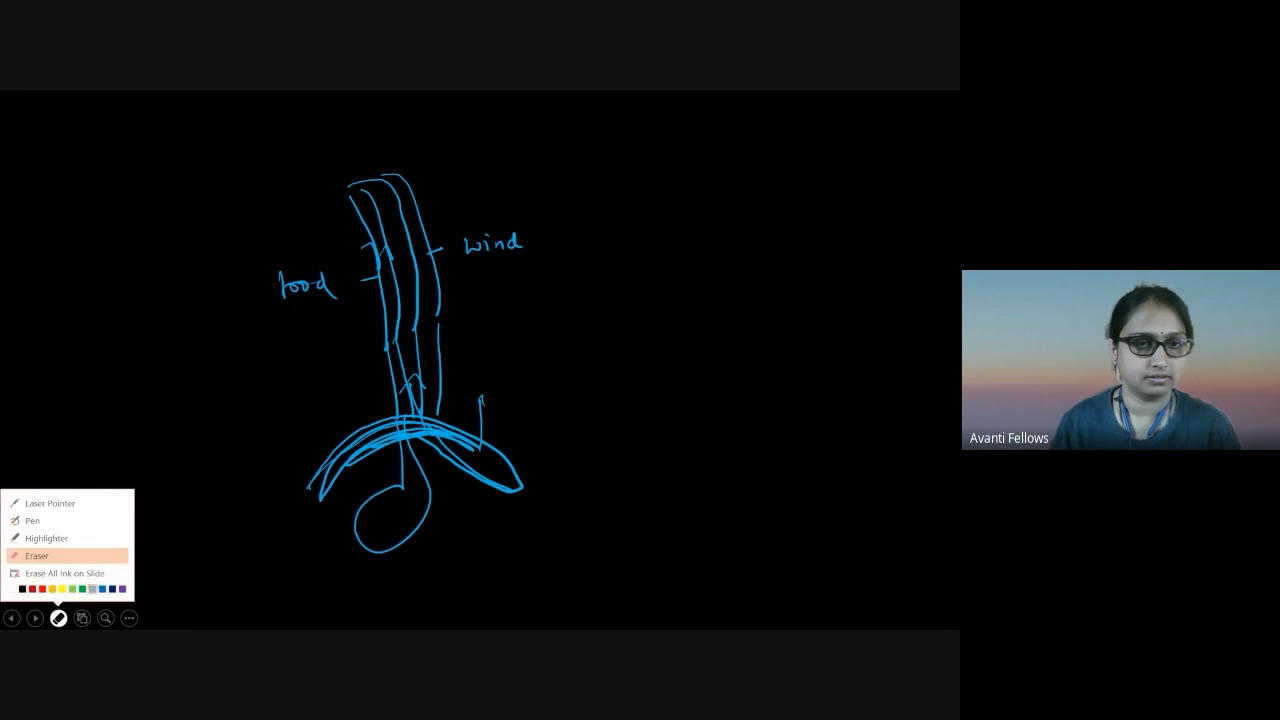 wind
food
Avanti Fellows
Laser Pointer
Pen
Highlighter
Eraser
Erase All Ink on Slide